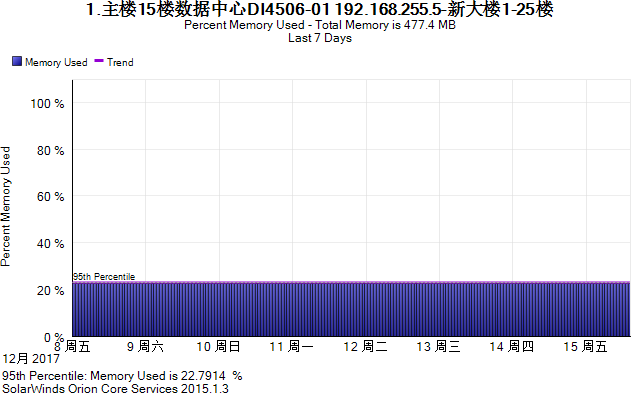 1.主楼15楼数据中心DI4506-01 192.168.255.5-新大楼1-25楼
Percent Memory Used - Total Memory is 477.4 MB
Last 7 Days
Memory Used Trend
Percent Memory Used
100 %
80 %
60 %
40 %
95th Percentile
20 %
0 %
8 周五 9 周六 10 周日 11 周一 12 周二 13 周三 14 周四 15 周五
12月 2017
95th Percentile: Memory Used is 22.7914 %
SolarWinds Orion Core Services 2015.1.3